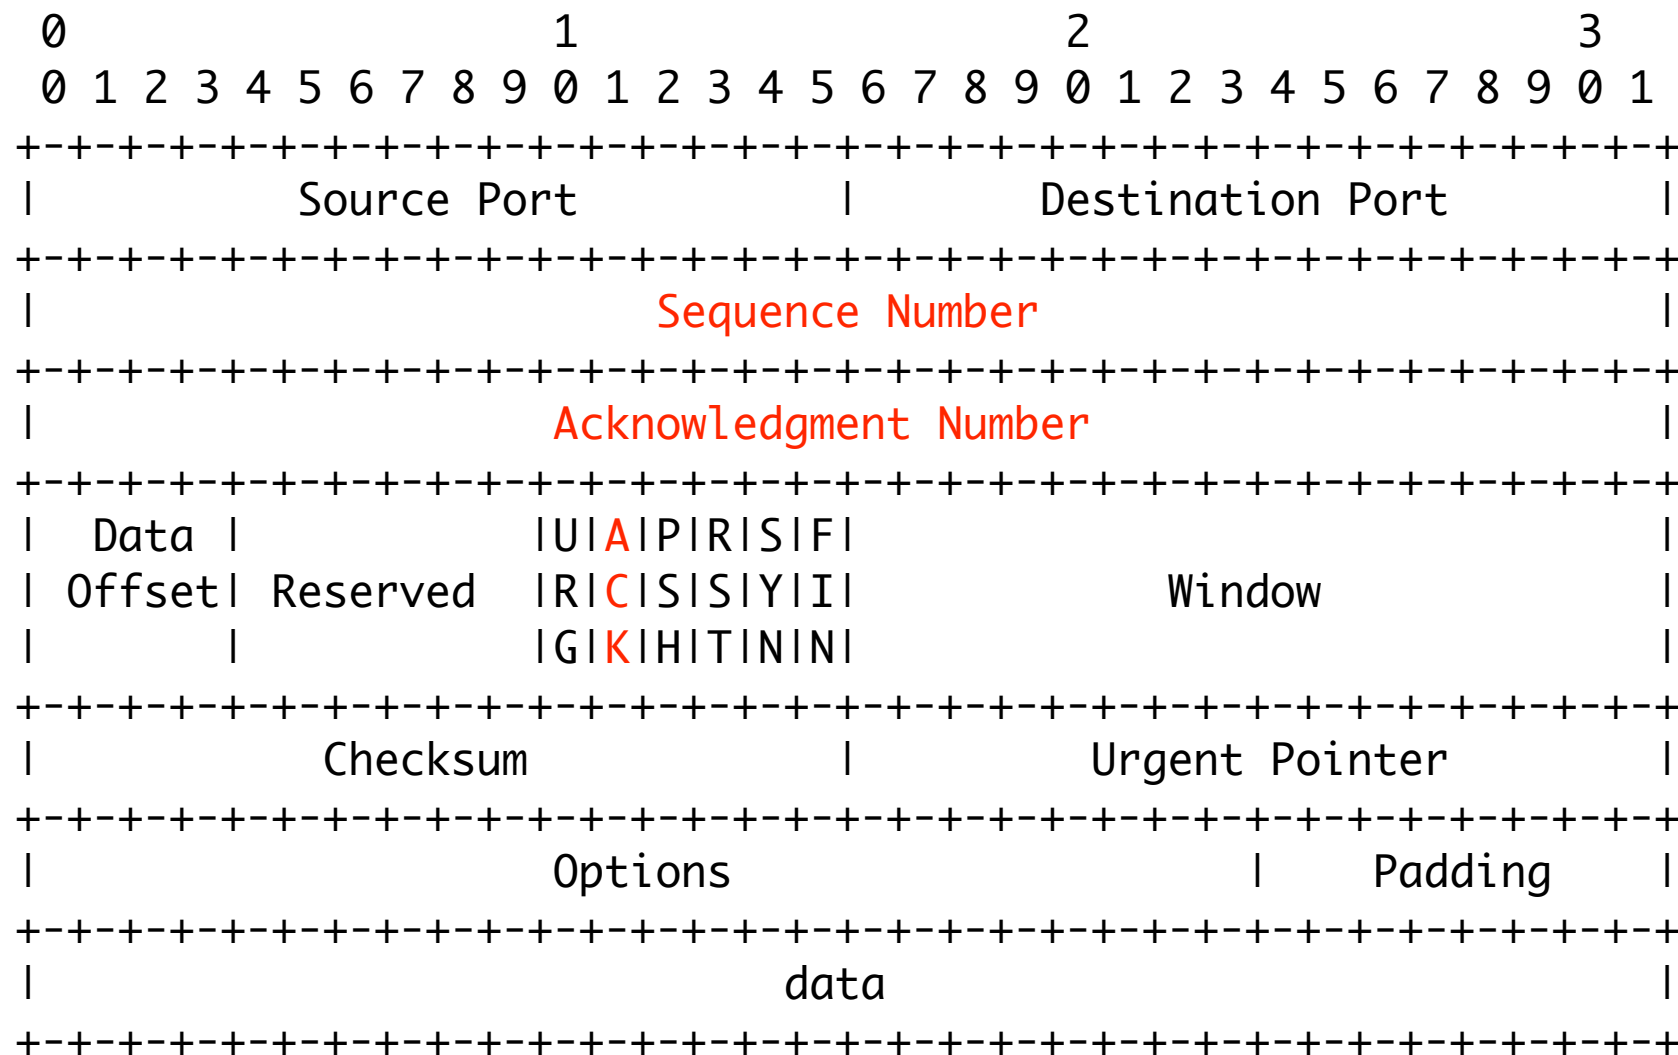 0                   1                   2                   3
 0 1 2 3 4 5 6 7 8 9 0 1 2 3 4 5 6 7 8 9 0 1 2 3 4 5 6 7 8 9 0 1
+-+-+-+-+-+-+-+-+-+-+-+-+-+-+-+-+-+-+-+-+-+-+-+-+-+-+-+-+-+-+-+-+
|          Source Port          |       Destination Port        |
+-+-+-+-+-+-+-+-+-+-+-+-+-+-+-+-+-+-+-+-+-+-+-+-+-+-+-+-+-+-+-+-+
|                        Sequence Number                        |
+-+-+-+-+-+-+-+-+-+-+-+-+-+-+-+-+-+-+-+-+-+-+-+-+-+-+-+-+-+-+-+-+
|                    Acknowledgment Number                      |
+-+-+-+-+-+-+-+-+-+-+-+-+-+-+-+-+-+-+-+-+-+-+-+-+-+-+-+-+-+-+-+-+
|  Data |           |U|A|P|R|S|F|                               |
| Offset| Reserved  |R|C|S|S|Y|I|            Window             |
|       |           |G|K|H|T|N|N|                               |
+-+-+-+-+-+-+-+-+-+-+-+-+-+-+-+-+-+-+-+-+-+-+-+-+-+-+-+-+-+-+-+-+
|           Checksum            |         Urgent Pointer        |
+-+-+-+-+-+-+-+-+-+-+-+-+-+-+-+-+-+-+-+-+-+-+-+-+-+-+-+-+-+-+-+-+
|                    Options                    |    Padding    |
+-+-+-+-+-+-+-+-+-+-+-+-+-+-+-+-+-+-+-+-+-+-+-+-+-+-+-+-+-+-+-+-+
|                             data                              |
+-+-+-+-+-+-+-+-+-+-+-+-+-+-+-+-+-+-+-+-+-+-+-+-+-+-+-+-+-+-+-+-+